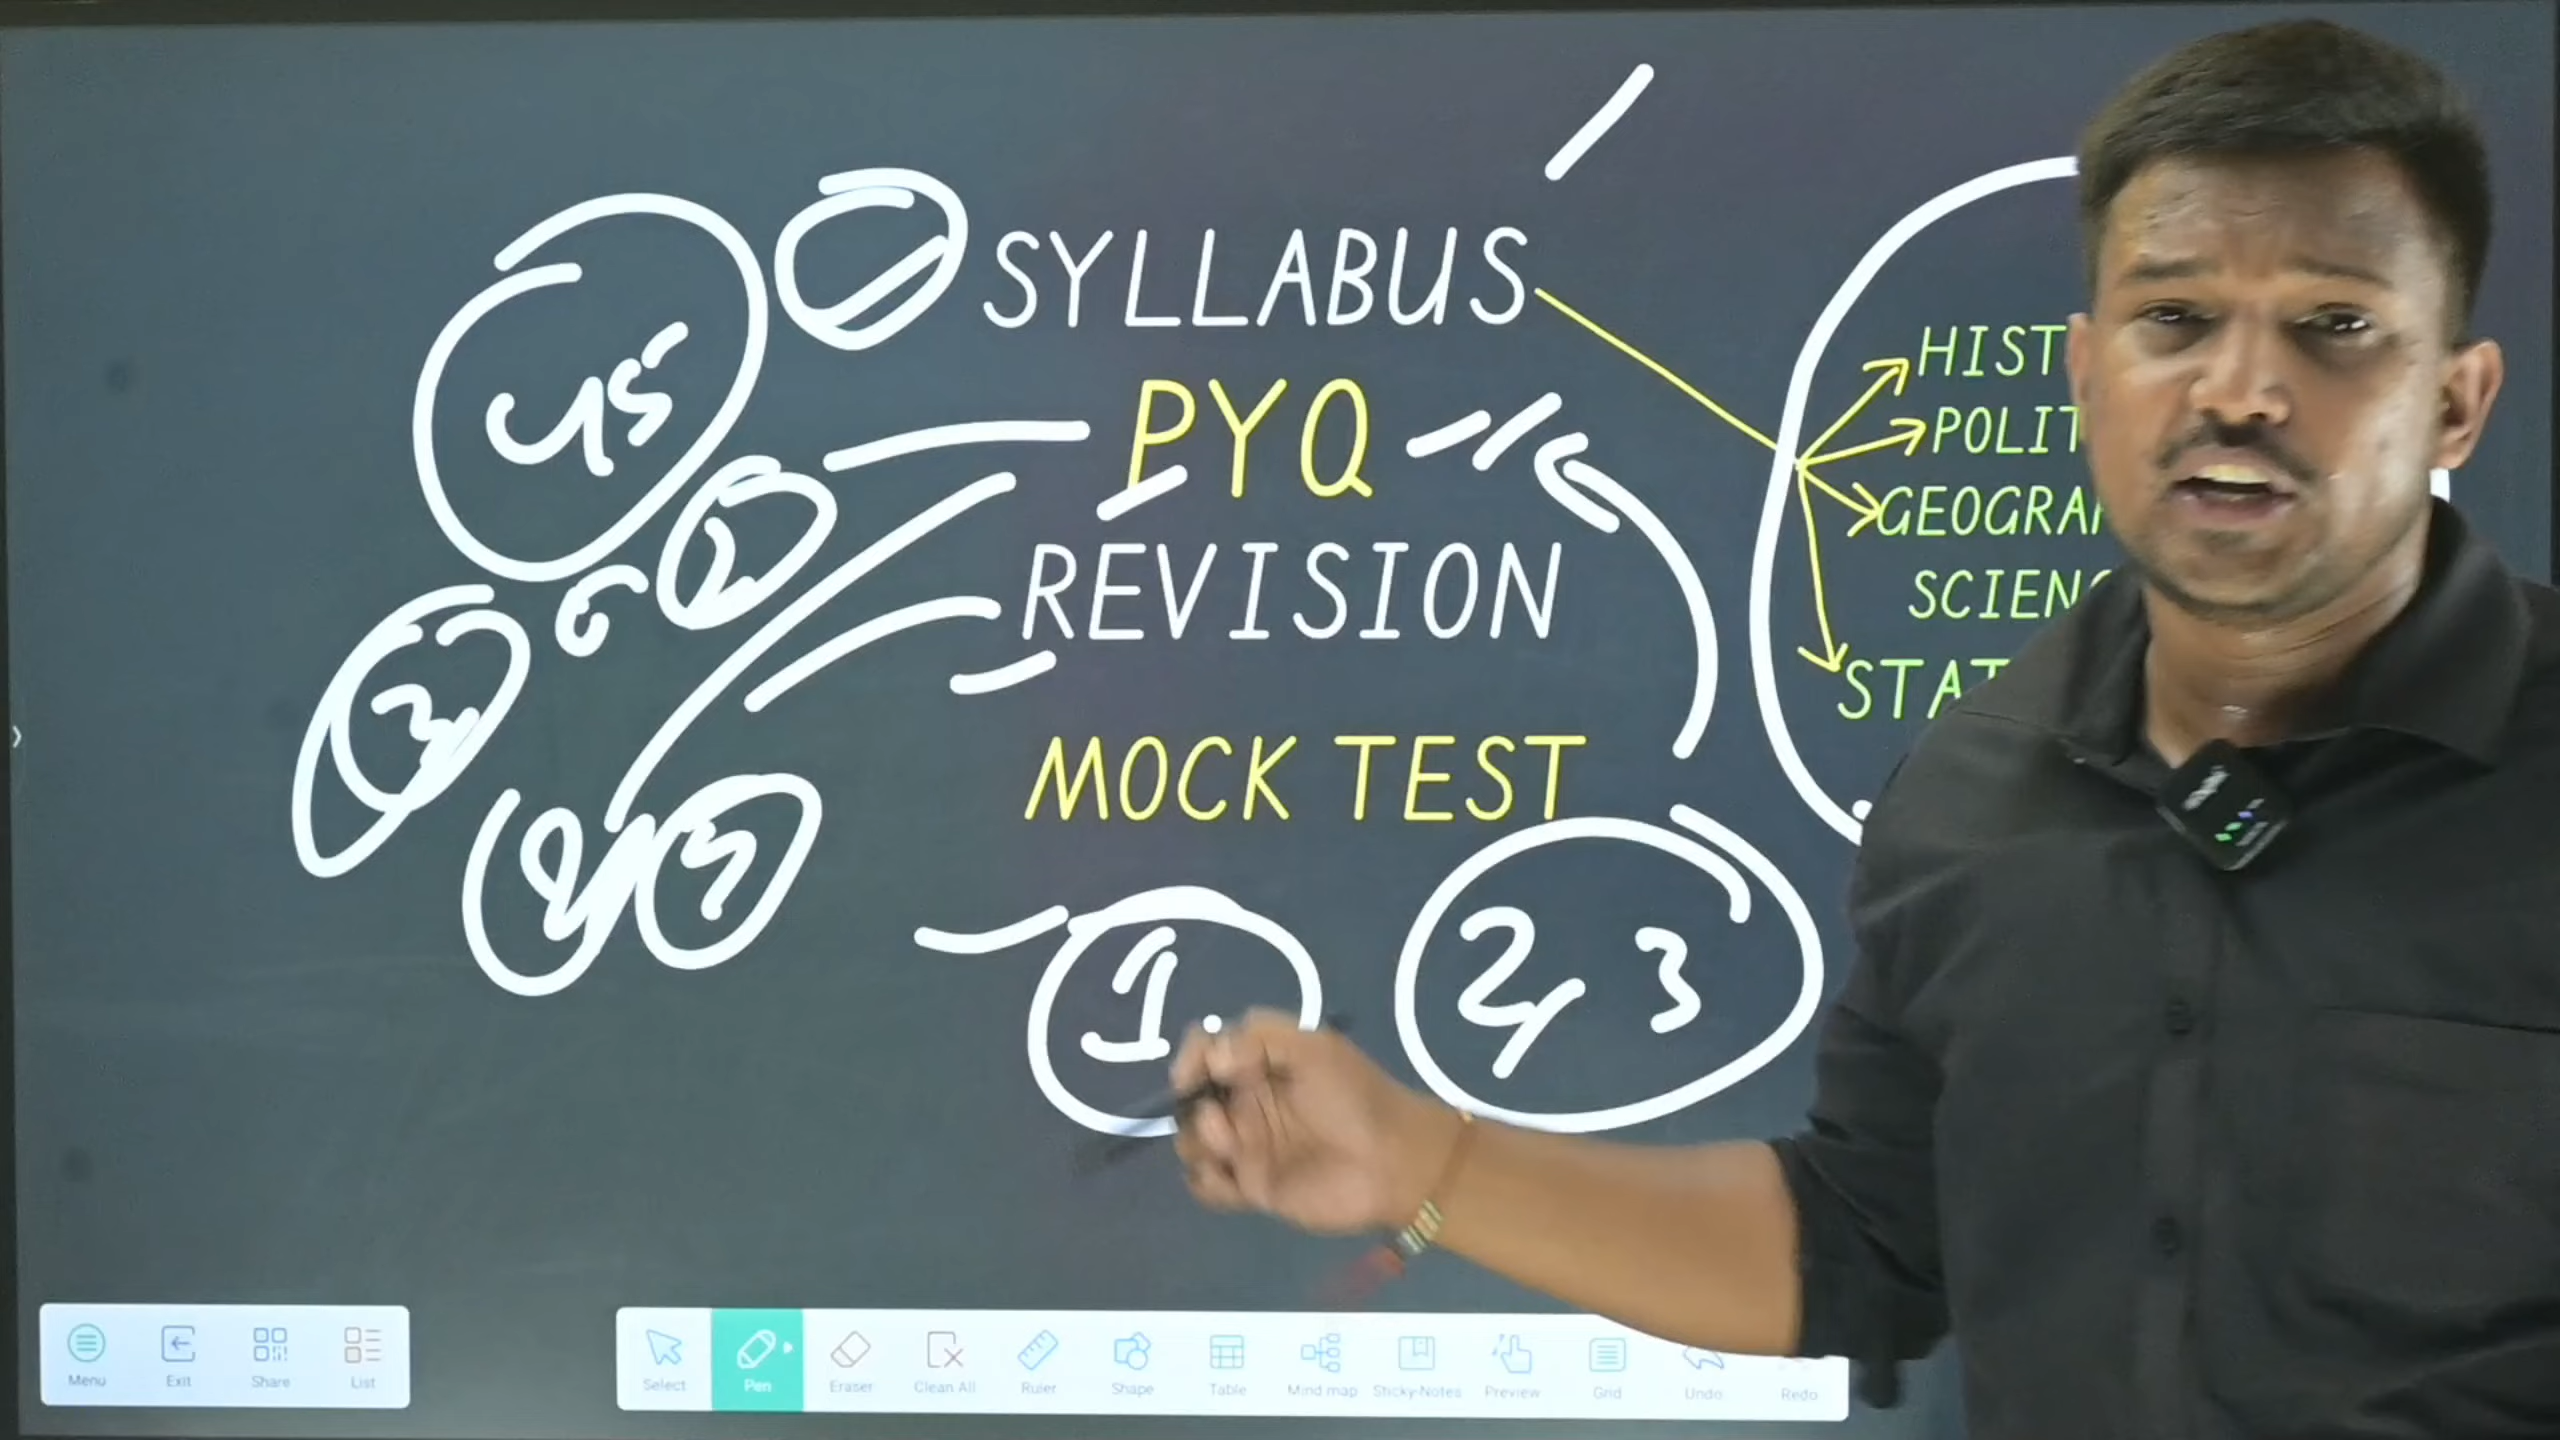 SYLLABUS
PYQ
REVISION
MOCK TEST
HIST
POLIT
GEOGRA
SCIEN
STAT
45
1.
2, 3
Menu Exit Share List
Select Pen Eraser Clean All Ruler Shape Table Mind map Sticky-Notes Preview Grid Undo Redo